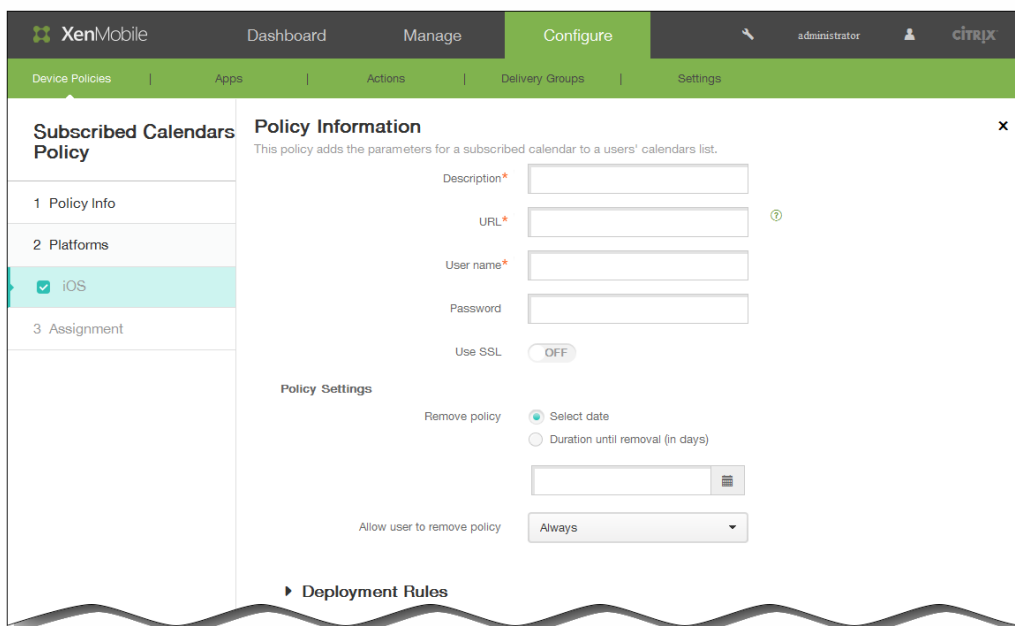 XenMobile Dashboard Manage Configure administrator CİTRIX
Device Policies | Apps | Actions | Delivery Groups | Settings
Subscribed Calendars
Policy
1 Policy Info
2 Platforms
iOS
3 Assignment
Policy Information x
This policy adds the parameters for a subscribed calendar to a users' calendars list.
Description*
URL* ?
User name*
Password
Use SSL OFF
Policy Settings
Remove policy Select date
Duration until removal (in days)
Allow user to remove policy Always
Deployment Rules